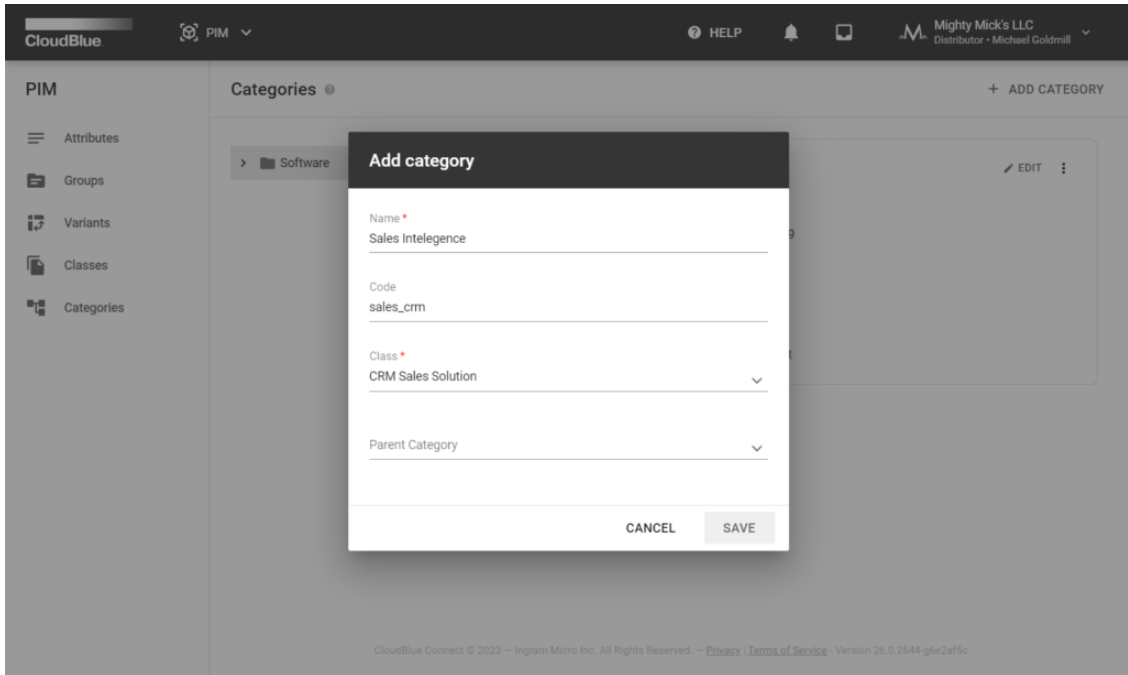 CloudBlue
PIM
HELP
Mighty Mick's LLC
Distributor • Michael Goldmill
PIM
Categories
+ ADD CATEGORY
Attributes
Groups
Variants
Classes
Categories
Software
EDIT
9
t
Add category
Name *
Sales Intelegence
Code
sales_crm
Class *
CRM Sales Solution
Parent Category
CANCEL
SAVE
CloudBlue Connect © 2023 — Ingram Micro Inc. All Rights Reserved. — Privacy | Terms of Service - Version 26.0.2644-g6e2af5c